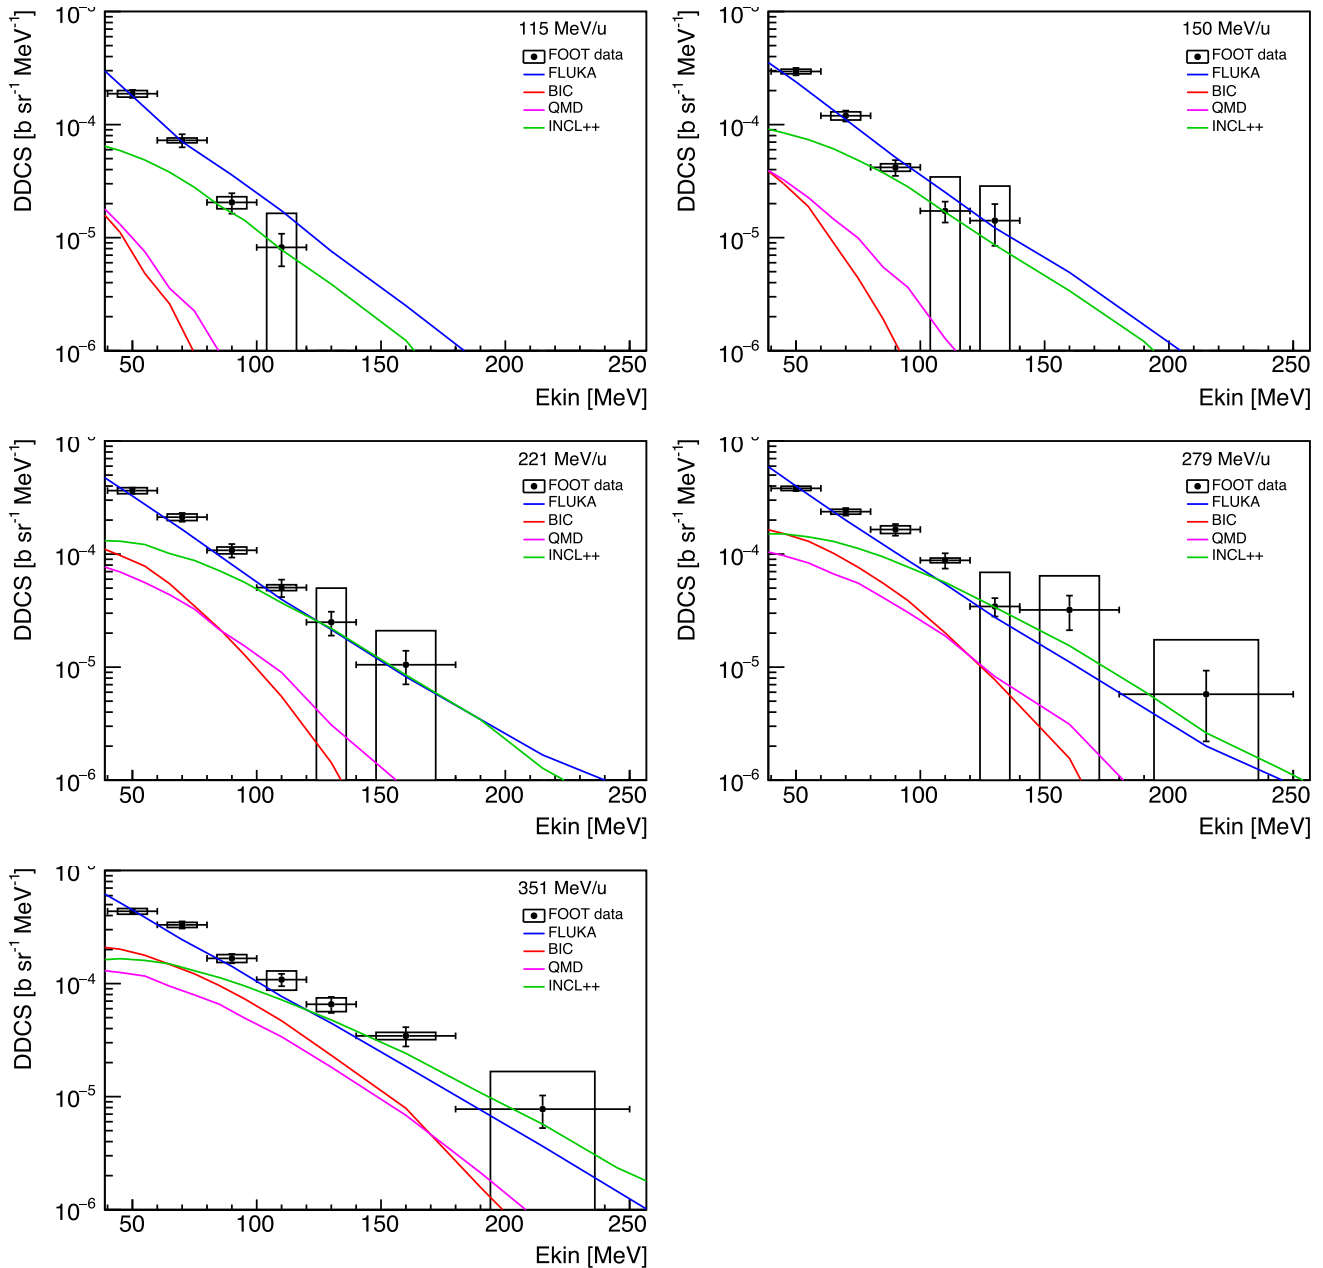 10⁻³
115 MeV/u
FOOT data
FLUKA
BIC
QMD
INCL++
10⁻⁴
10⁻⁵
10⁻⁶
DDCS [b sr⁻¹ MeV⁻¹]
50 100 150 200 250
Ekin [MeV]
150 MeV/u
FOOT data
FLUKA
BIC
QMD
INCL++
10⁻⁴
10⁻⁵
10⁻⁶
DDCS [b sr⁻¹ MeV⁻¹]
50 100 150 200 250
Ekin [MeV]
221 MeV/u
FOOT data
FLUKA
BIC
QMD
INCL++
10⁻⁴
10⁻⁵
10⁻⁶
DDCS [b sr⁻¹ MeV⁻¹]
50 100 150 200 250
Ekin [MeV]
279 MeV/u
FOOT data
FLUKA
BIC
QMD
INCL++
10⁻⁴
10⁻⁵
10⁻⁶
DDCS [b sr⁻¹ MeV⁻¹]
50 100 150 200 250
Ekin [MeV]
351 MeV/u
FOOT data
FLUKA
BIC
QMD
INCL++
10⁻⁴
10⁻⁵
10⁻⁶
DDCS [b sr⁻¹ MeV⁻¹]
50 100 150 200 250
Ekin [MeV]